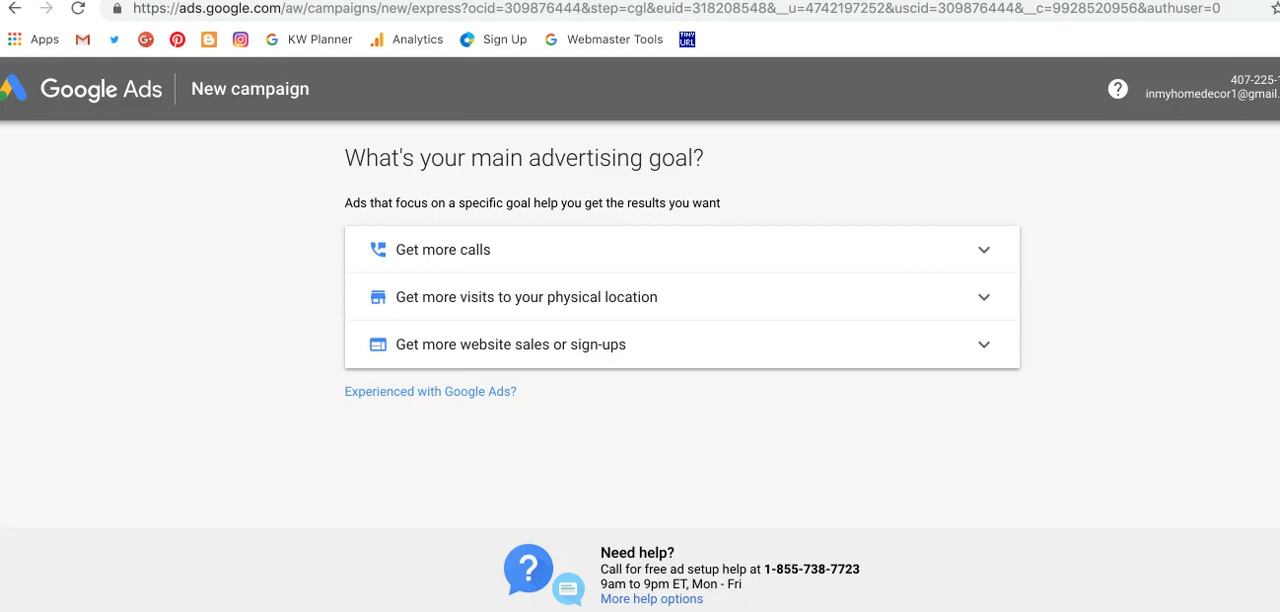 https://ads.google.com/aw/campaigns/new/express?ocid=309876444&step=cgl&euid=318208548&__u=4742197252&uscid=309876444&__c=9928520956&authuser=0
Apps KW Planner Analytics Sign Up Webmaster Tools TINY URL
Google Ads New campaign
407-225-
inmyhomedecor1@gmail.
What's your main advertising goal?
Ads that focus on a specific goal help you get the results you want
Get more calls
Get more visits to your physical location
Get more website sales or sign-ups
Experienced with Google Ads?
Need help?
Call for free ad setup help at 1-855-738-7723
9am to 9pm ET, Mon - Fri
More help options